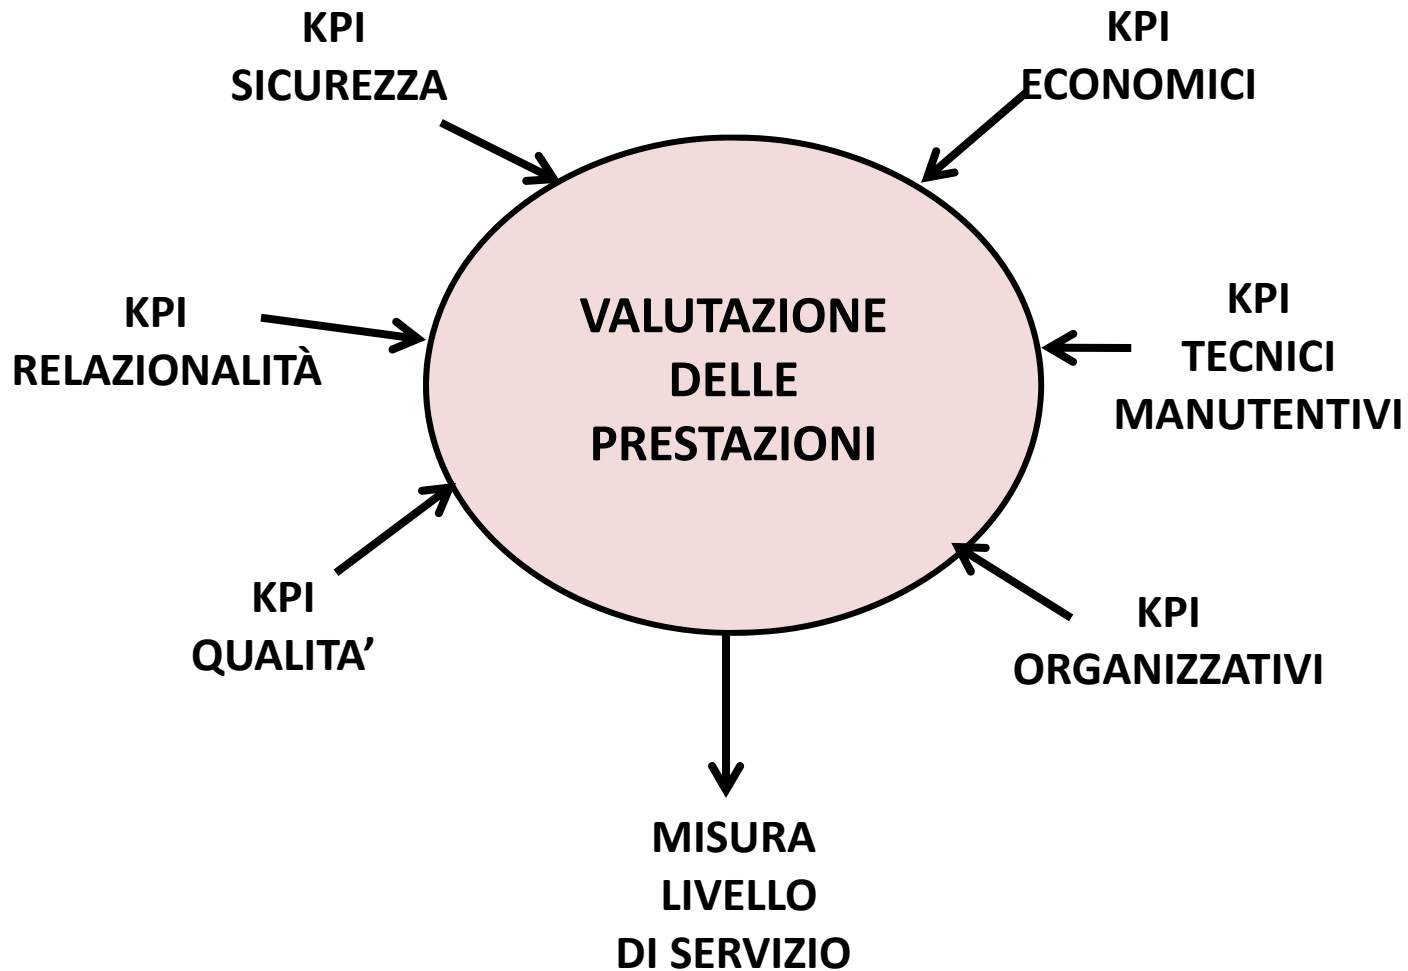 KPI
SICUREZZA
KPI
ECONOMICI
KPI
RELAZIONALITÀ
VALUTAZIONE
DELLE
PRESTAZIONI
KPI
TECNICI
MANUTENTIVI
KPI
QUALITA’
KPI
ORGANIZZATIVI
MISURA
LIVELLO
DI SERVIZIO